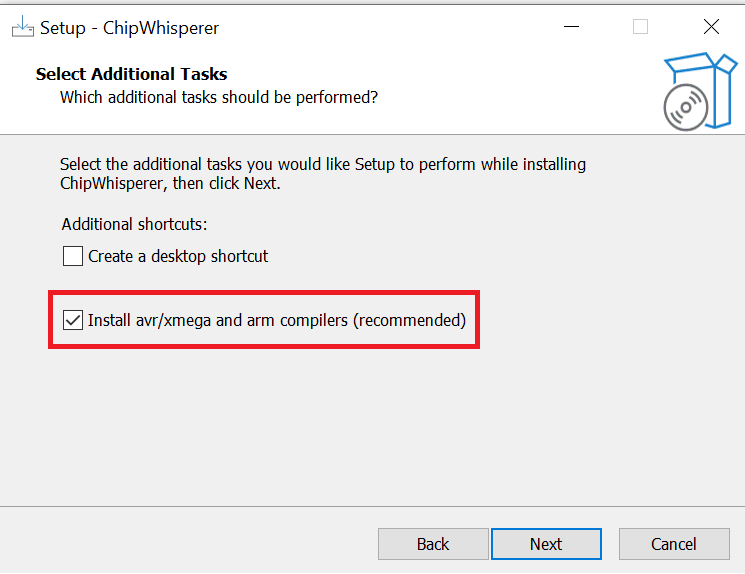 Setup - ChipWhisperer
Select Additional Tasks
Which additional tasks should be performed?
Select the additional tasks you would like Setup to perform while installing
ChipWhisperer, then click Next.
Additional shortcuts:
Create a desktop shortcut
Install avr/xmega and arm compilers (recommended)
Back
Next
Cancel